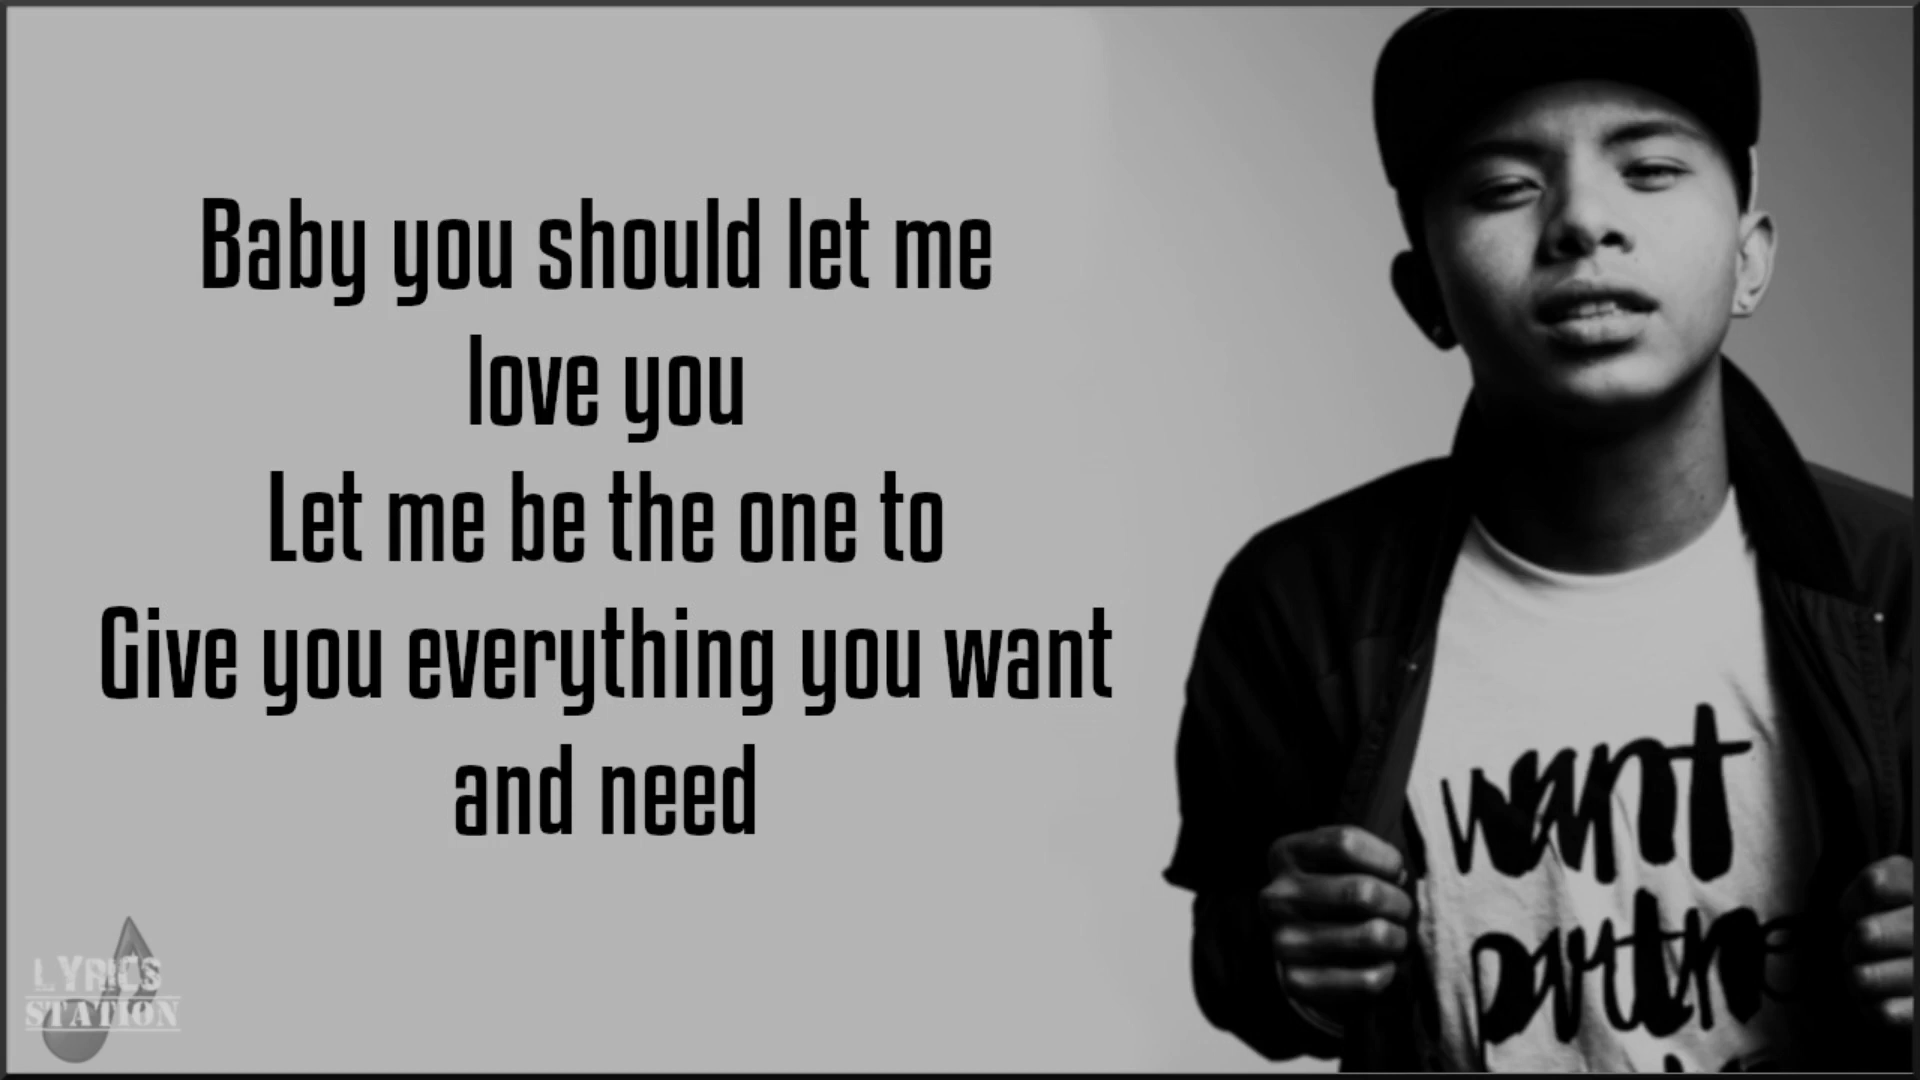 Baby you should let me
love you
Let me be the one to
Give you everything you want
and need
want
LYRICS
STATION